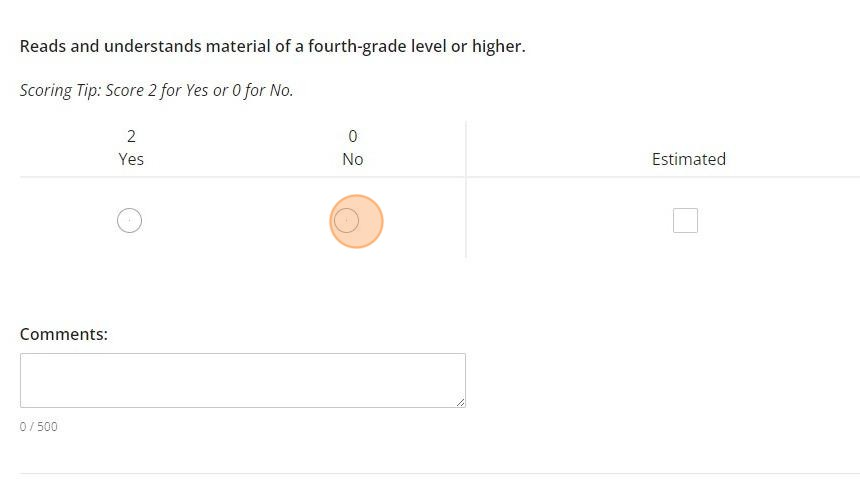 Reads and understands material of a fourth-grade level or higher.
Scoring Tip: Score 2 for Yes or 0 for No.
2 0
Yes No Estimated
Comments:
0 / 500